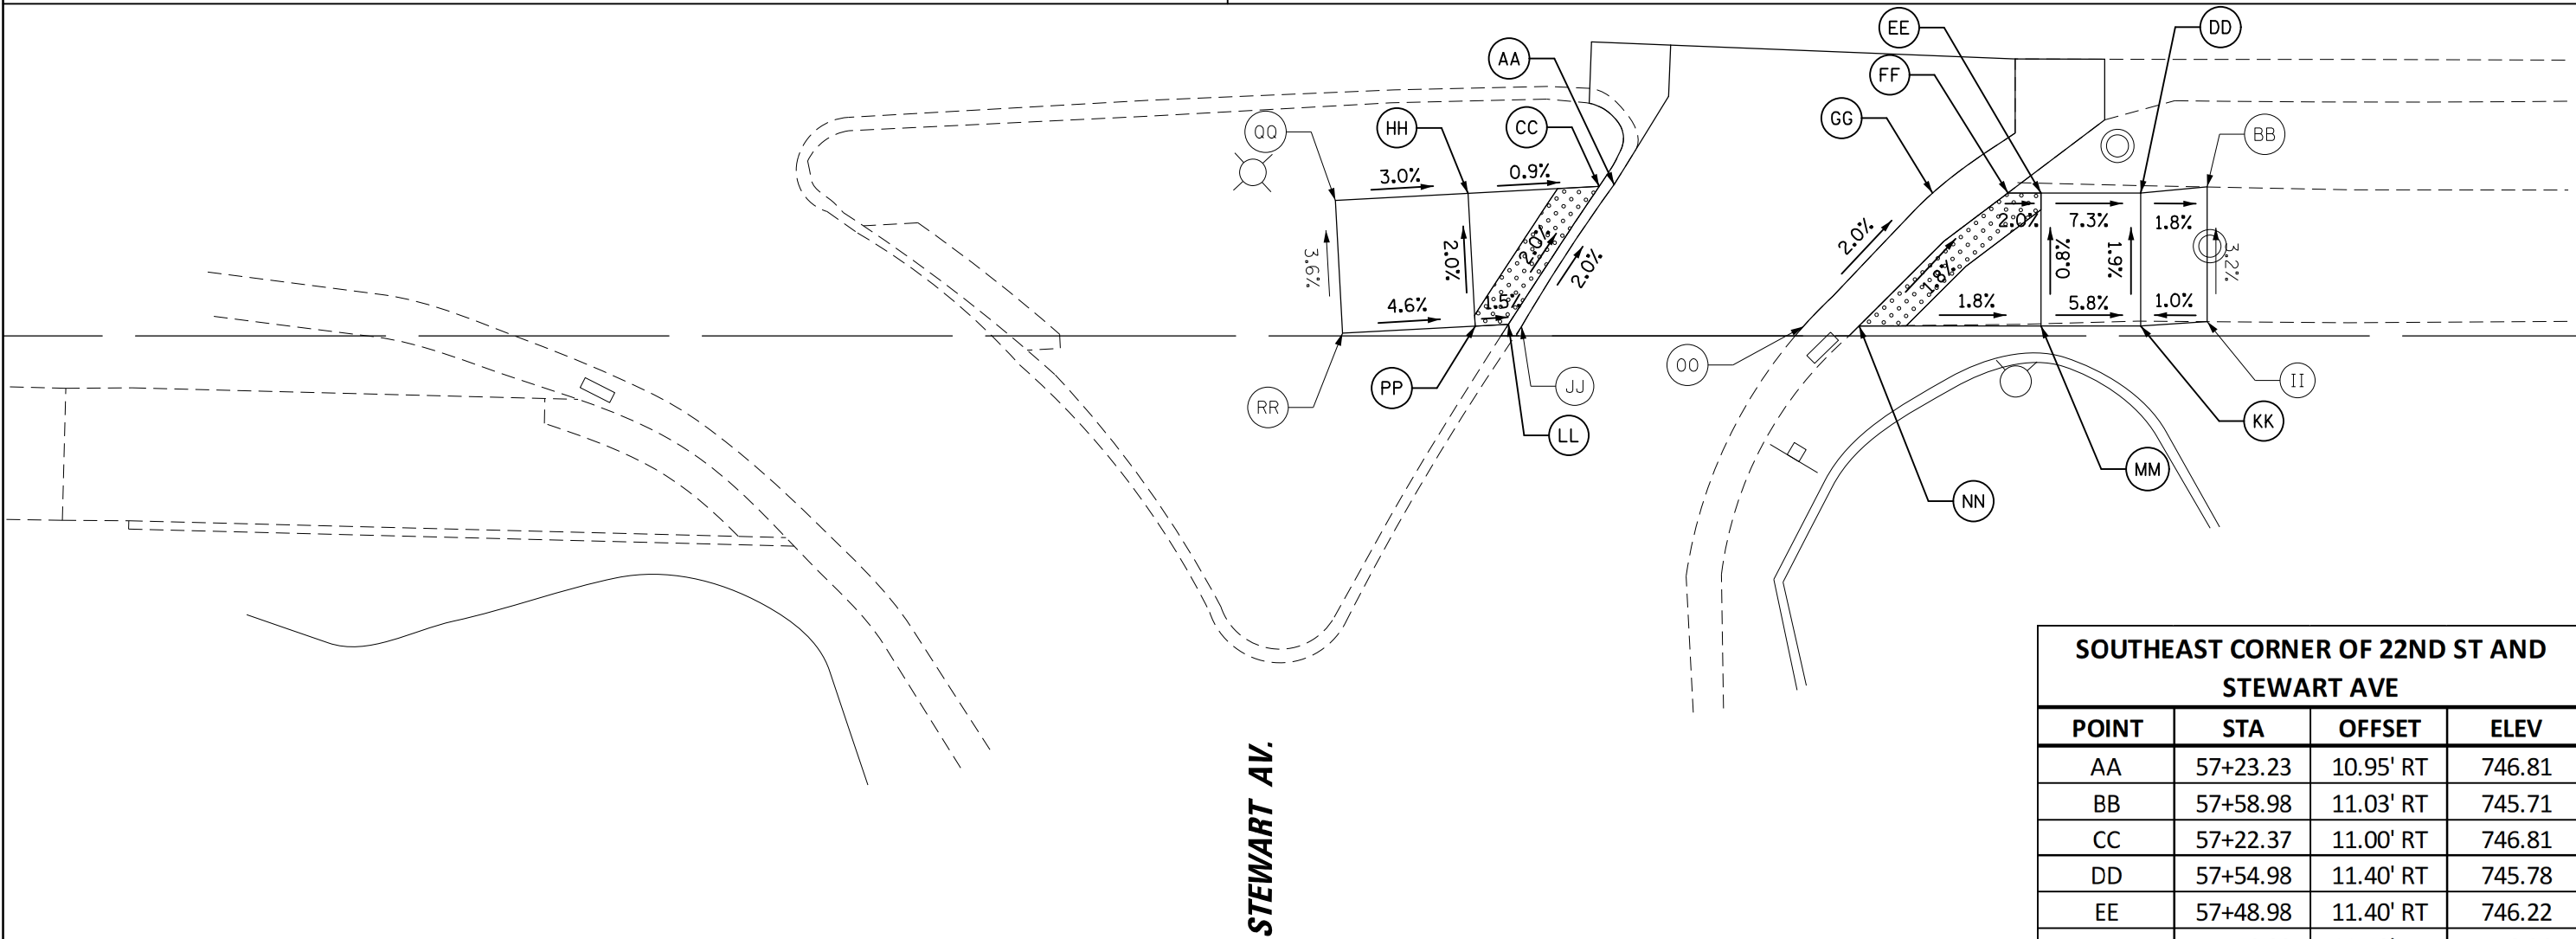 EE
DD
AA
FF
GG
QQ
HH
CC
BB
3.0%
0.9%
2.0%
7.3%
1.8%
2.0%
3.6%
2.0%
2.0%
2.0%
1.8%
0.8%
1.9%
3.2%
4.6%
1.5%
1.8%
5.8%
1.0%
OO
RR
PP
JJ
II
LL
KK
MM
NN
STEWART AV.
SOUTHEAST CORNER OF 22ND ST AND
STEWART AVE
POINT STA OFFSET ELEV
AA 57+23.23 10.95' RT 746.81
BB 57+58.98 11.03' RT 745.71
CC 57+22.37 11.00' RT 746.81
DD 57+54.98 11.40' RT 745.78
EE 57+48.98 11.40' RT 746.22